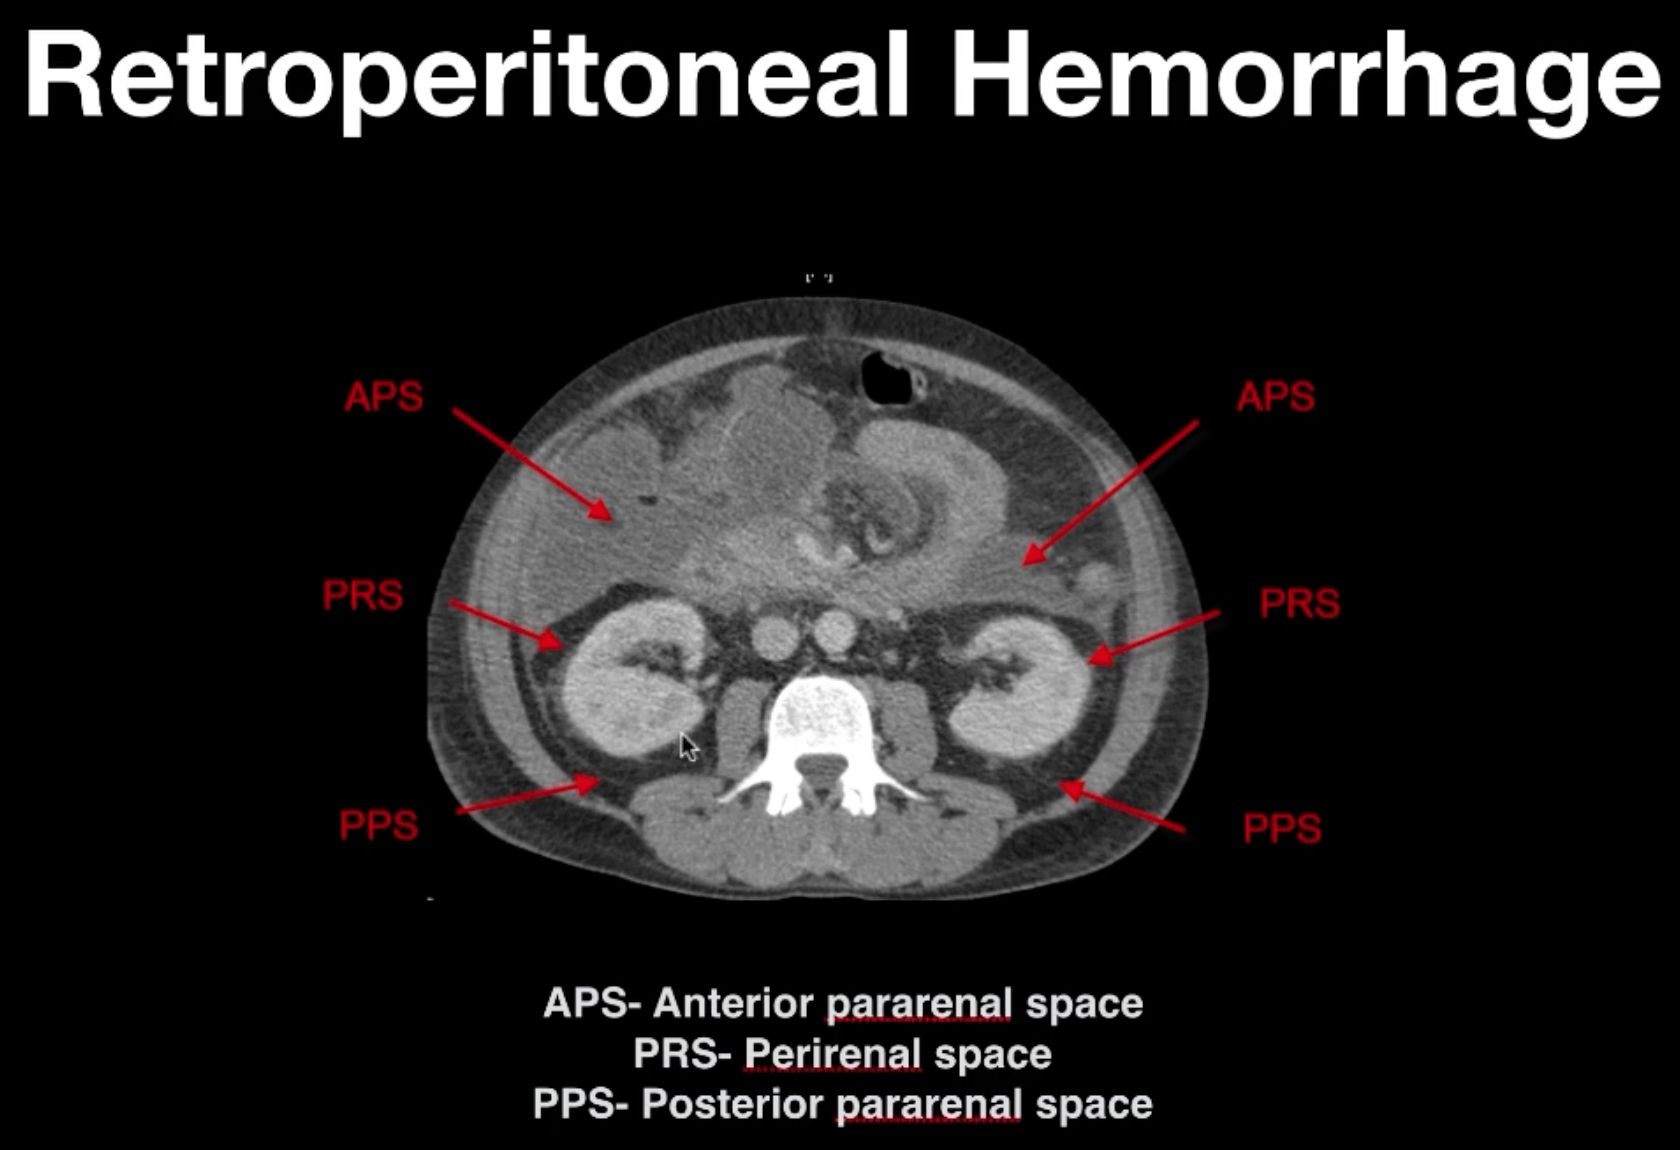 Retroperitoneal Hemorrhage
APS
APS
PRS
PRS
PPS
PPS
APS- Anterior pararenal space
PRS- Perirenal space
PPS- Posterior pararenal space